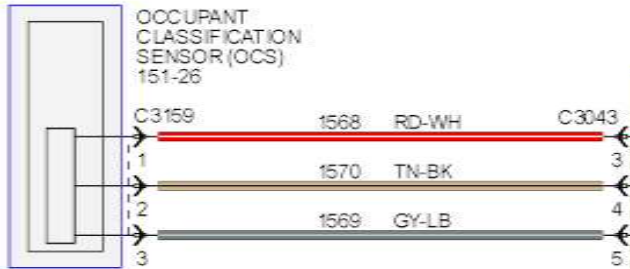 OCCUPANT
CLASSIFICATION
SENSOR (OCS)
151-26
C3159 1568 RD-WH C3043
1 3
1570 TN-BK
2 4
1569 GY-LB
3 5